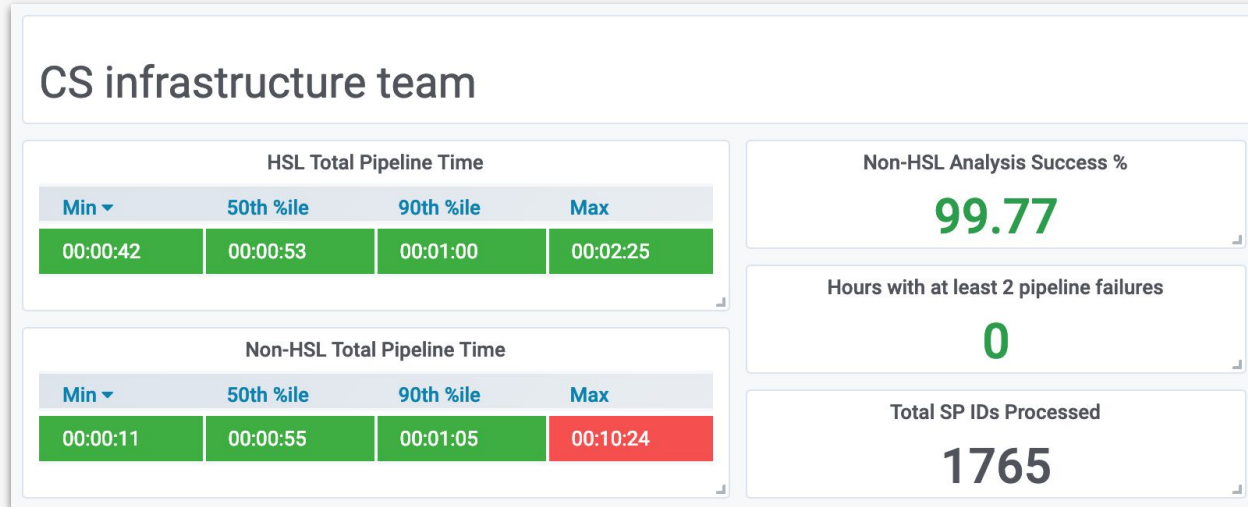 CS infrastructure team
HSL Total Pipeline Time
Min 50th %ile 90th %ile Max
00:00:42 00:00:53 00:01:00 00:02:25
Non-HSL Total Pipeline Time
Min 50th %ile 90th %ile Max
00:00:11 00:00:55 00:01:05 00:10:24
Non-HSL Analysis Success %
99.77
Hours with at least 2 pipeline failures
0
Total SP IDs Processed
1765